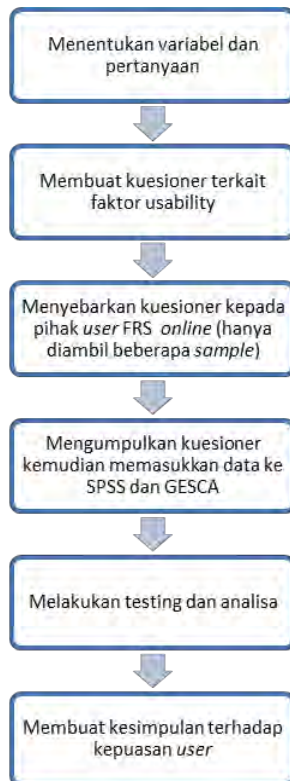 Menentukan variabel dan
pertanyaan
Membuat kuesioner terkait
faktor usability
Menyebarkan kuesioner kepada
pihak user FRS online (hanya
diambil beberapa sample)
Mengumpulkan kuesioner
kemudian memasukkan data ke
SPSS dan GESCA
Melakukan testing dan analisa
Membuat kesimpulan terhadap
kepuasan user